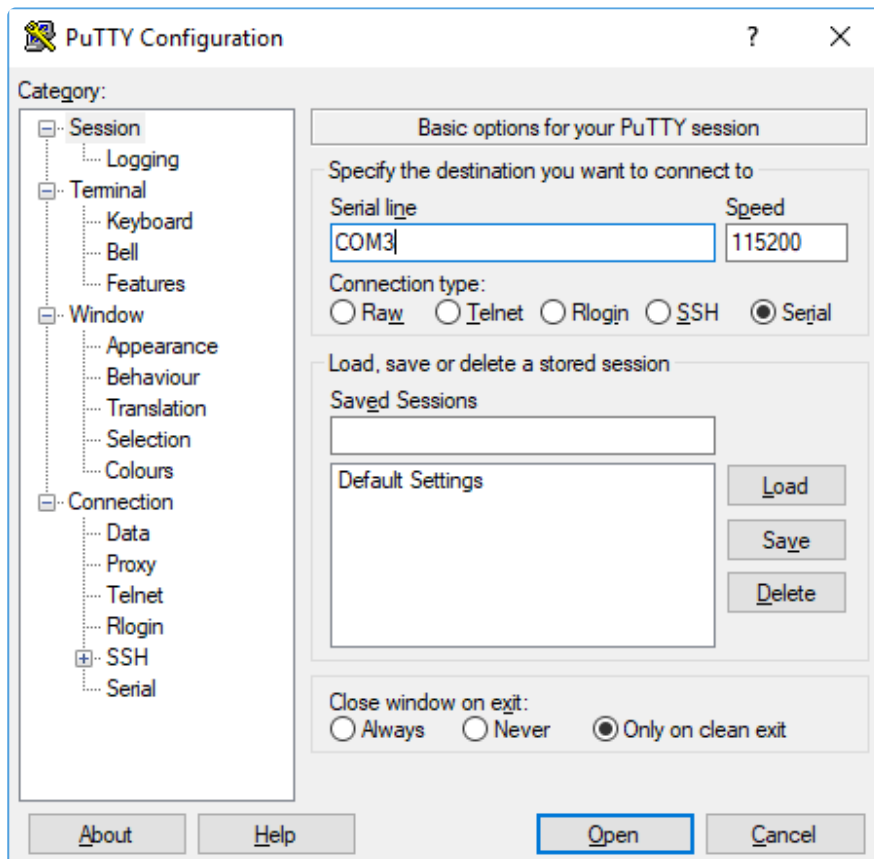 PuTTY Configuration
?
Category:
Session
Logging
Terminal
Keyboard
Bell
Features
Window
Appearance
Behaviour
Translation
Selection
Colours
Connection
Data
Proxy
Telnet
Rlogin
SSH
Serial
Basic options for your PuTTY session
Specify the destination you want to connect to
Serial line Speed
COM3 115200
Connection type:
Raw Telnet Rlogin SSH Serial
Load, save or delete a stored session
Saved Sessions
Default Settings
Load
Save
Delete
Close window on exit:
Always Never Only on clean exit
About Help Open Cancel